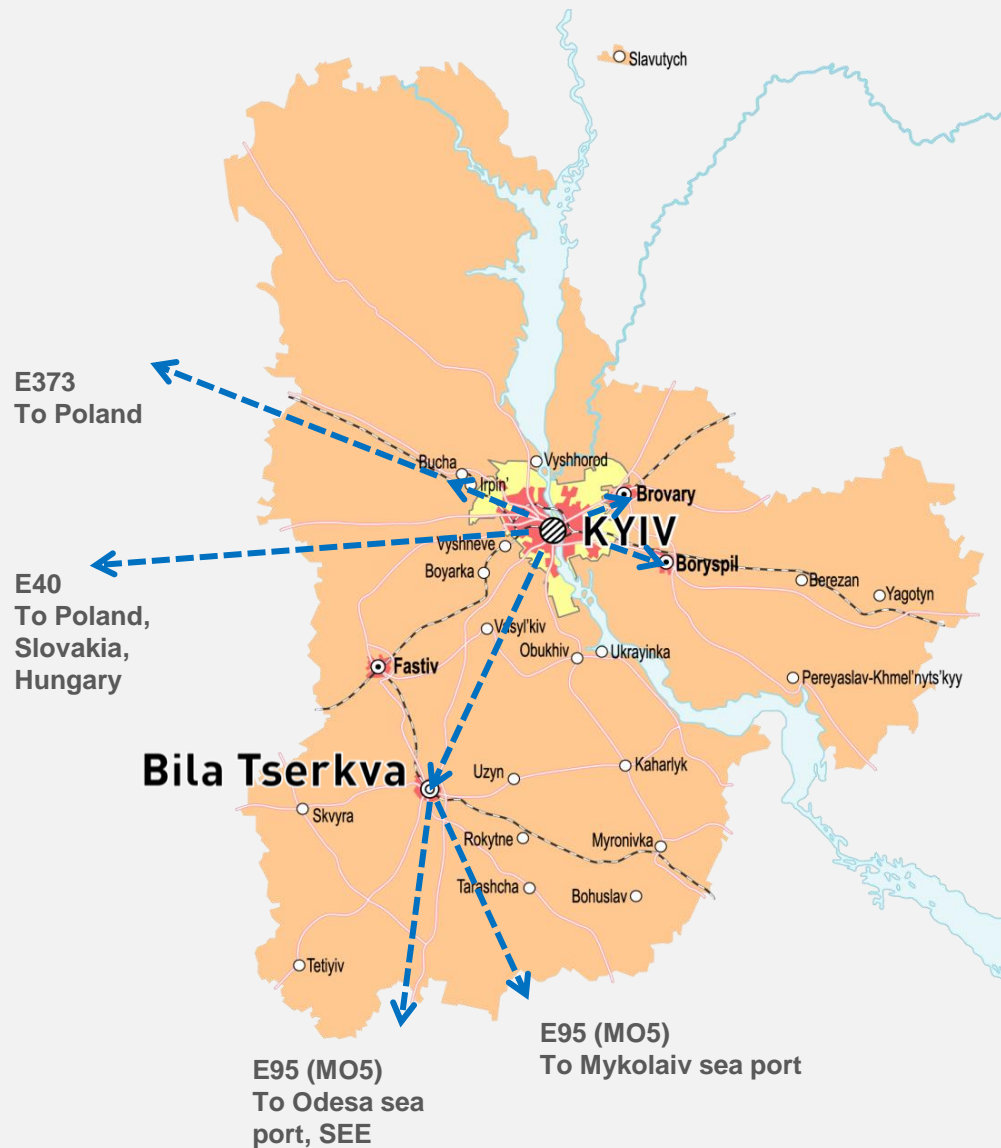 Slavutych
E373
To Poland
Bucha
Vyshhorod
Irpin'
Brovary
KYIV
Vyshneve
Boryspil
E40
To Poland,
Slovakia,
Hungary
Boyarka
Berezan
Yagotyn
Vasyl'kiv
Obukhiv
Ukrayinka
Fastiv
Pereyaslav-Khmel'nyts'kyy
Bila Tserkva
Uzyn
Kaharlyk
Skvyra
Rokytne
Myronivka
Tarashcha
Bohuslav
Tetiyiv
E95 (MO5)
To Mykolaiv sea port
E95 (MO5)
To Odesa sea
port, SEE